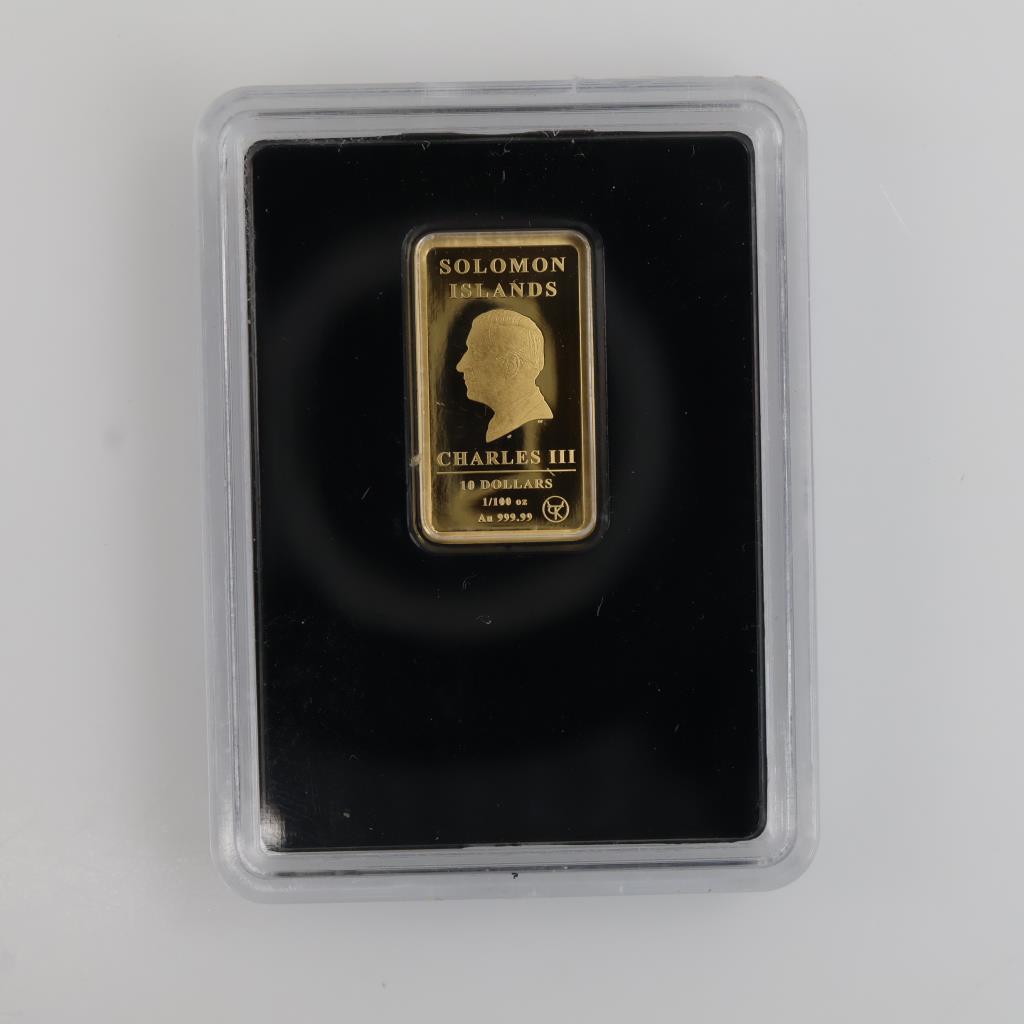 SOLOMON
ISLANDS
CHARLES III
10 DOLLARS
1/100 oz
Au 999.99